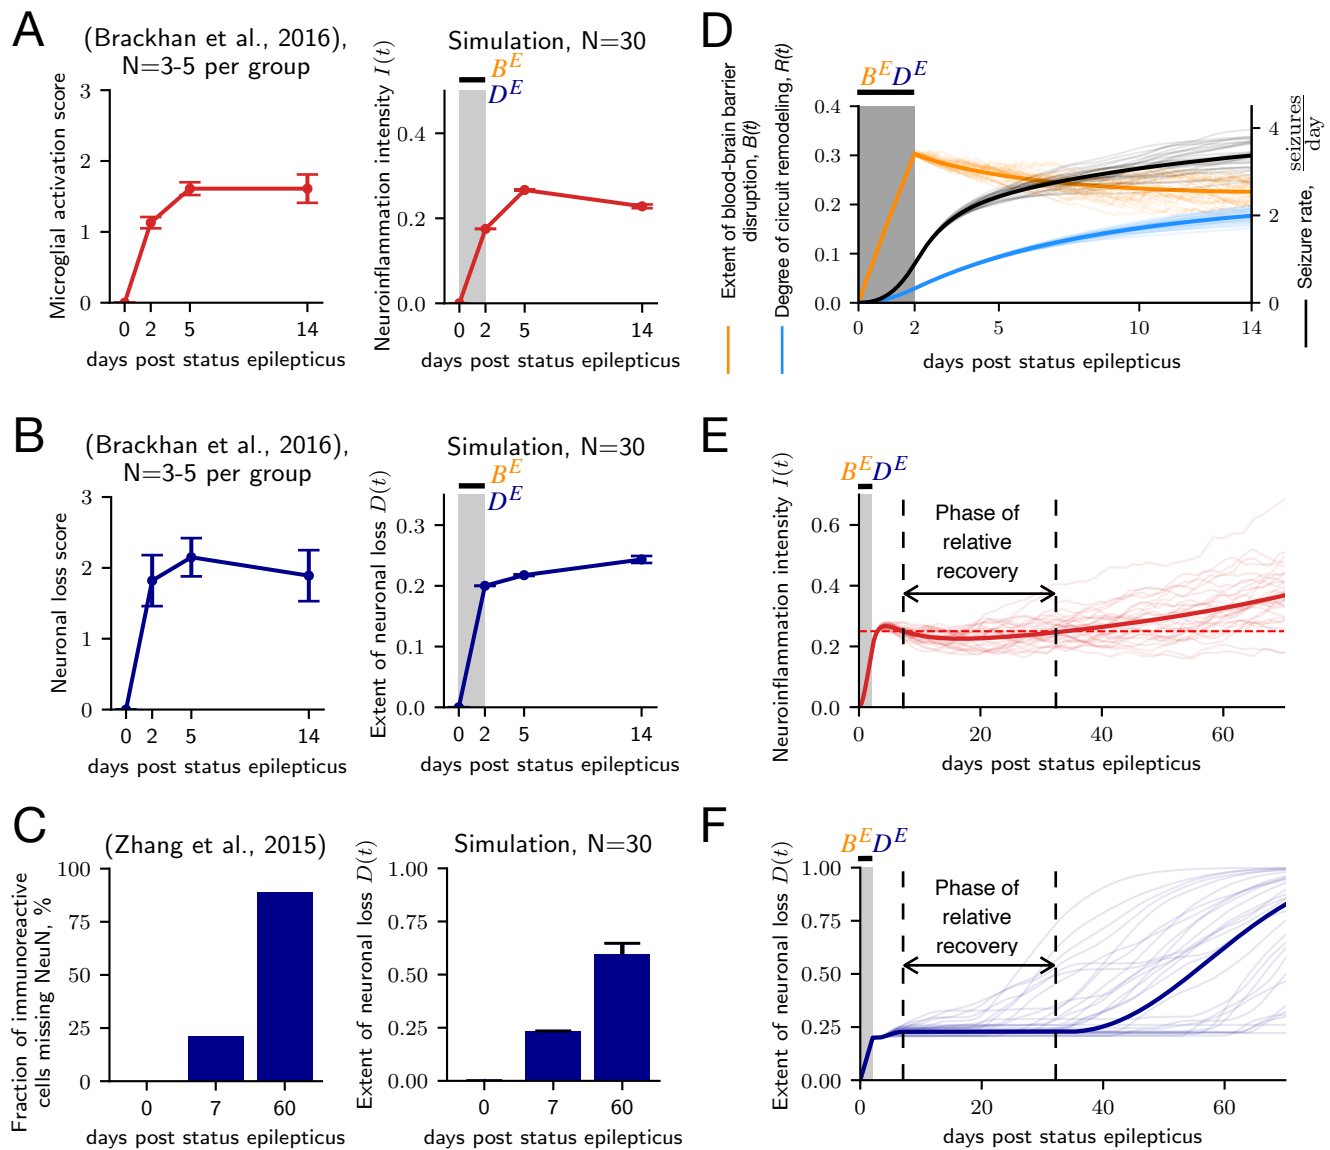 A
(Brackhan et al., 2016),
N=3-5 per group
Microglial activation score
3
2
1
0
0 2 5 14
days post status epilepticus
Simulation, N=30
B^E
D^E
Neuroinflammation intensity I(t)
0.4
0.2
0.0
0 2 5 14
days post status epilepticus
B
(Brackhan et al., 2016),
N=3-5 per group
Neuronal loss score
3
2
1
0
0 2 5 14
days post status epilepticus
Simulation, N=30
B^E
D^E
Extent of neuronal loss D(t)
0.3
0.2
0.1
0.0
0 2 5 14
days post status epilepticus
C
(Zhang et al., 2015)
Fraction of immunoreactive
cells missing NeuN, %
100
75
50
25
0
0 7 60
days post status epilepticus
Simulation, N=30
Extent of neuronal loss D(t)
1.00
0.75
0.50
0.25
0.00
0 7 60
days post status epilepticus
D
Extent of blood-brain barrier
disruption, B(t)
Degree of circuit remodeling, R(t)
B^E D^E
0.4
0.3
0.2
0.1
0.0
0 2 5 10 14
days post status epilepticus
4
2
0
Seizure rate, seizures/day
E
B^E D^E
Neuroinflammation intensity I(t)
0.6
0.4
0.2
0.0
Phase of
relative
recovery
0 20 40 60
days post status epilepticus
F
B^E D^E
Extent of neuronal loss D(t)
1.00
0.75
0.50
0.25
0.00
Phase of
relative
recovery
0 20 40 60
days post status epilepticus